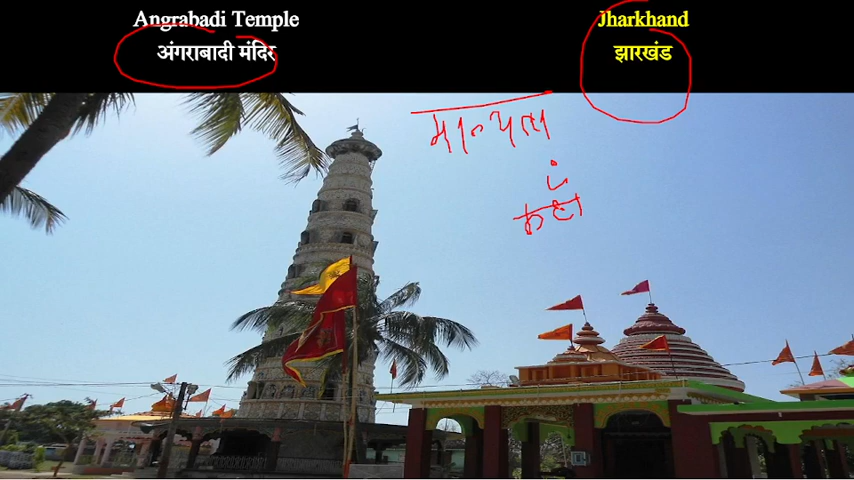 Angrabadi Temple
अंगराबादी मंदिर
Jharkhand
झारखंड
मान्यता
कहा